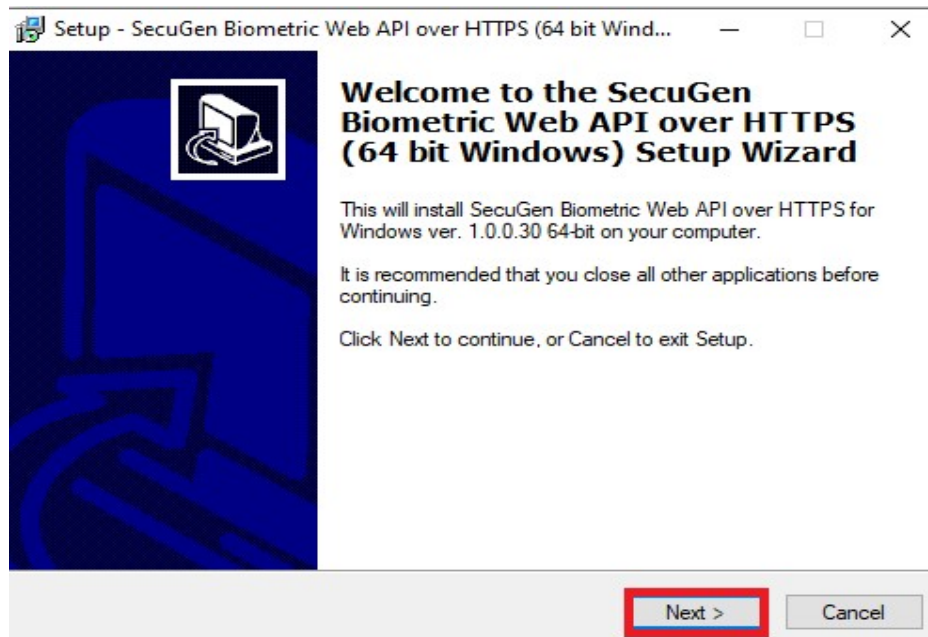 Setup - SecuGen Biometric Web API over HTTPS (64 bit Wind...
Welcome to the SecuGen
Biometric Web API over HTTPS
(64 bit Windows) Setup Wizard
This will install SecuGen Biometric Web API over HTTPS for
Windows ver. 1.0.0.30 64-bit on your computer.
It is recommended that you close all other applications before
continuing.
Click Next to continue, or Cancel to exit Setup.
Next >
Cancel